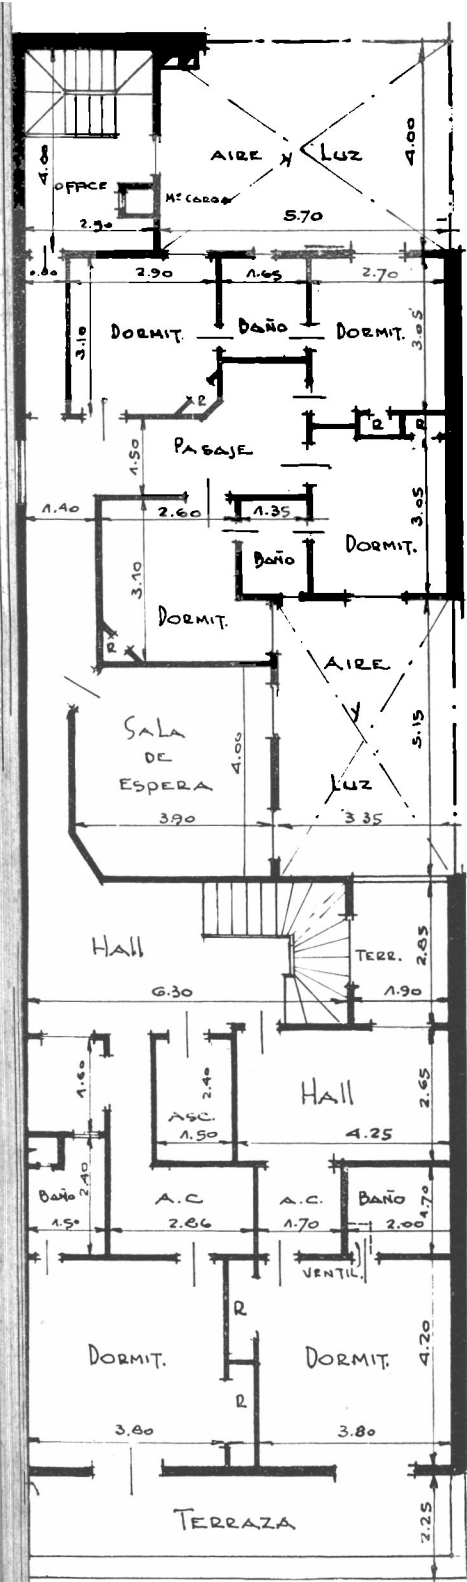 4.00
OFFICE
AIRE Y LUZ
4.00
Mª CARGA
2.90
5.70
2.90
1.65
2.70
DORMIT.
BAÑO
DORMIT.
3.10
3.05
R
R
R
PASAJE
1.50
1.40
2.60
1.35
3.05
BAÑO
DORMIT.
3.10
DORMIT.
R
AIRE
Y
LUZ
SALA
DE
ESPERA
4.00
5.15
3.90
3.35
HALL
TERR.
2.85
6.30
1.90
1.60
2.40
HALL
2.65
ASC.
1.50
4.25
BAÑO
2.40
A.C
A.C.
BAÑO
1.70
1.50
2.86
1.70
2.00
VENTIL.
R
DORMIT.
DORMIT.
4.20
R
3.80
3.80
TERRAZA
2.25